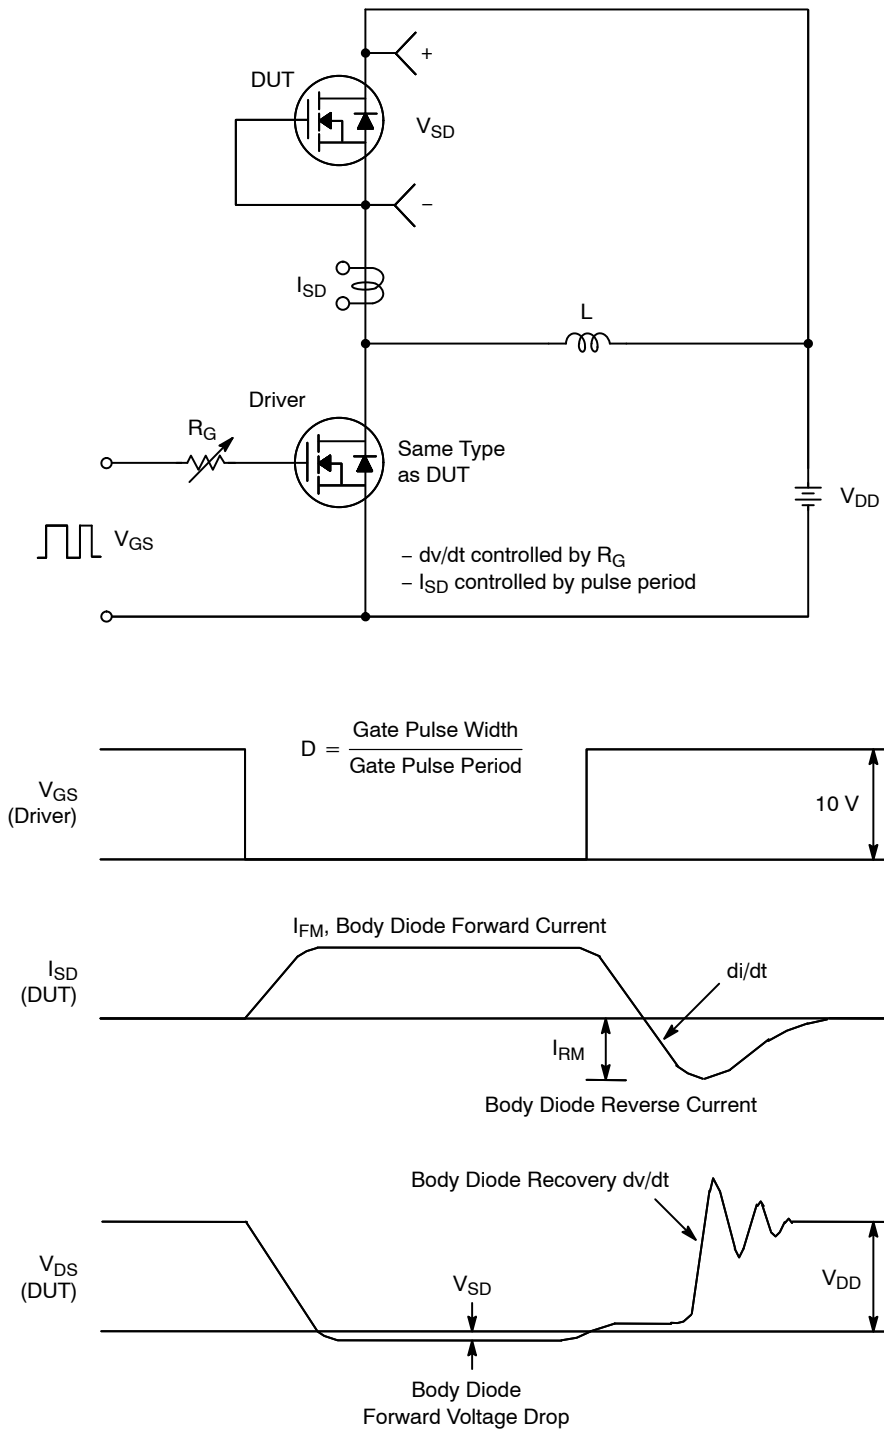 +
DUT
V_SD
−
I_SD
L
Driver
R_G
Same Type
as DUT
V_DD
V_GS
− dv/dt controlled by R_G
− I_SD controlled by pulse period
D = Gate Pulse Width
Gate Pulse Period
V_GS
(Driver)
10 V
I_FM, Body Diode Forward Current
I_SD
(DUT)
di/dt
I_RM
Body Diode Reverse Current
Body Diode Recovery dv/dt
V_DS
(DUT)
V_SD
V_DD
Body Diode
Forward Voltage Drop